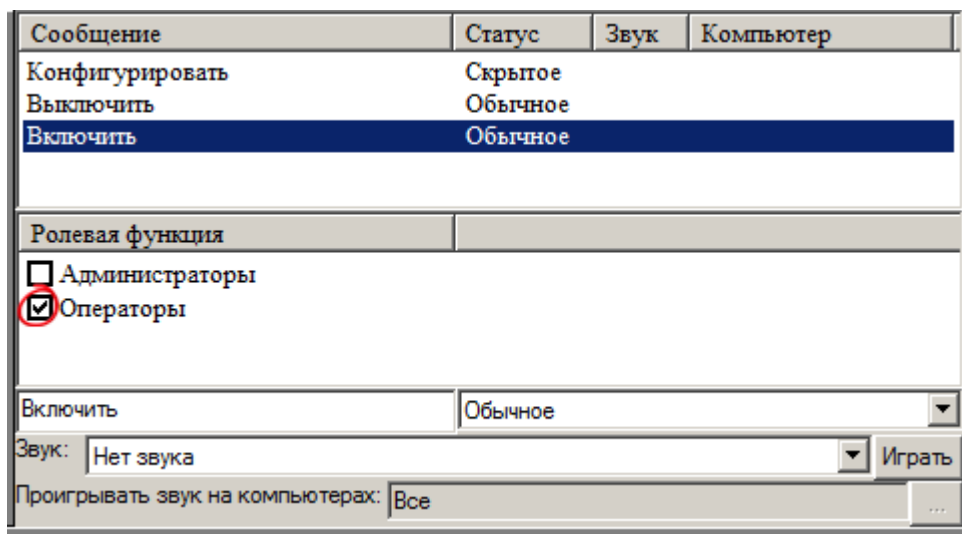 Сообщение Статус Звук Компьютер
Конфигурировать Скрытое
Выключить Обычное
Включить Обычное
Ролевая функция
Администраторы
Операторы
Включить Обычное
Звук: Нет звука Играть
Проигрывать звук на компьютерах: Все ...